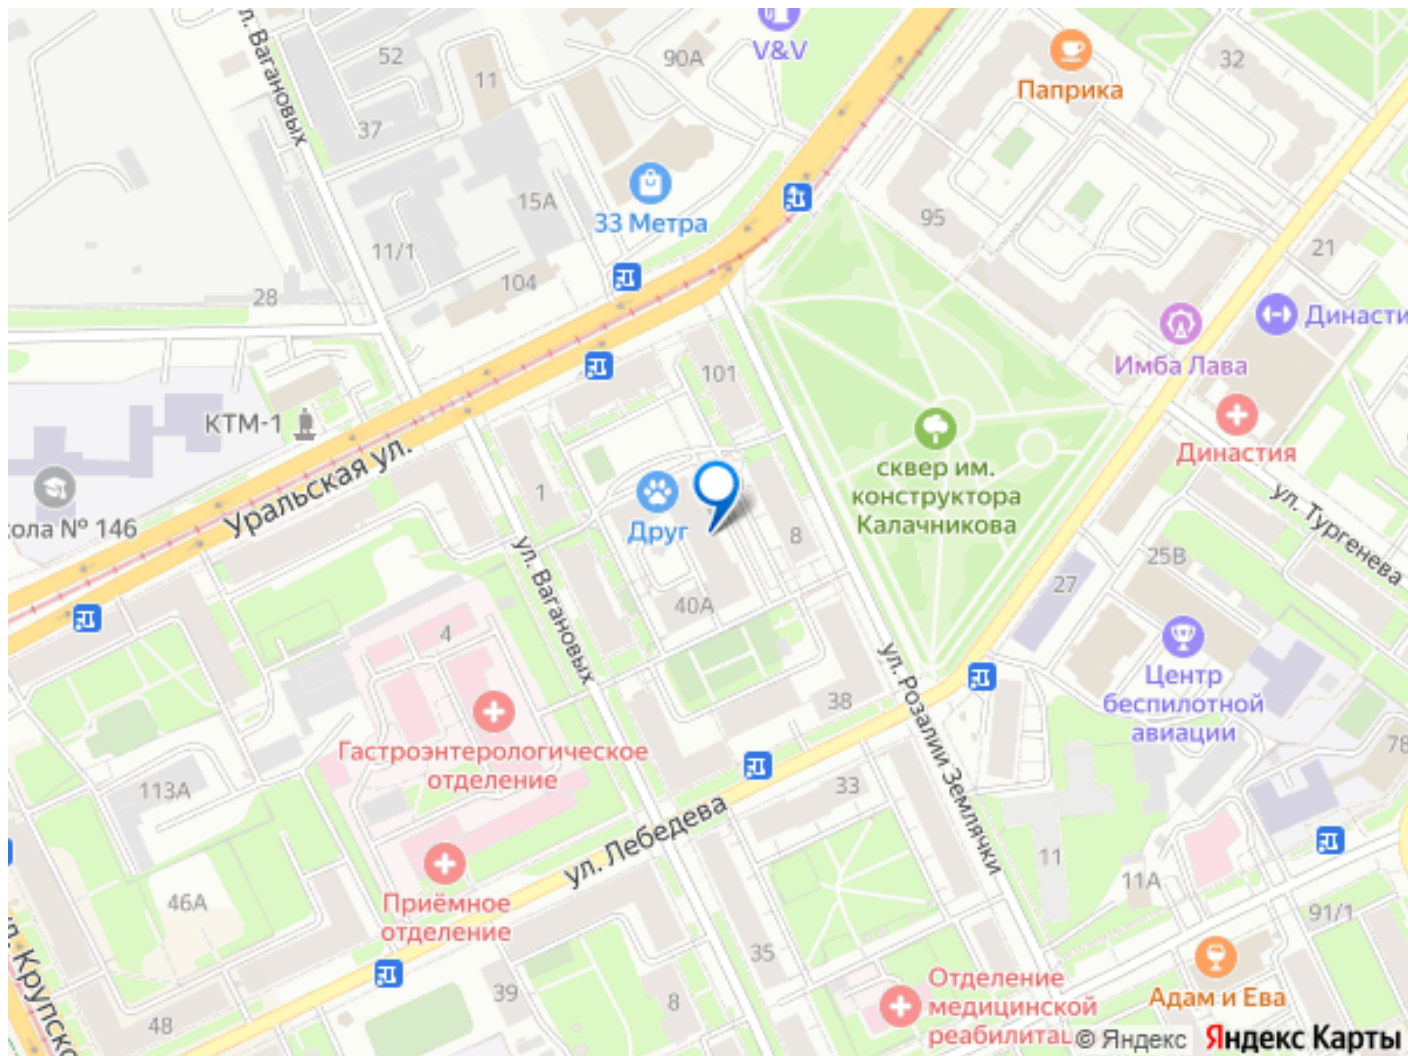 ул. Вагановых
52
11
90А
V&V
Паприка
32
37
15А
33 Метра
95
21
11/1
104
28
Имба Лава
101
КТМ-1
Династия
Уральская ул.
1
Друг
8
сквер им.
конструктора
Калачникова
№ 146
ул. Тургенева
25В
27
ул. Вагановых
40А
4
ул. Розалии Землячки
Центр
беспилотной
авиации
38
78
Гастроэнтерологическое
отделение
113А
33
ул. Лебедева
11
11А
46А
Приёмное
отделение
91/1
35
39
8
48
Отделение
медицинской
Адам и Ева
© Яндекс
Яндекс Карты